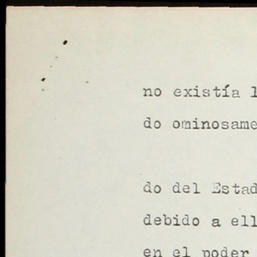 no existía l
do ominosame
do del Estad
debido a ell
en el poder